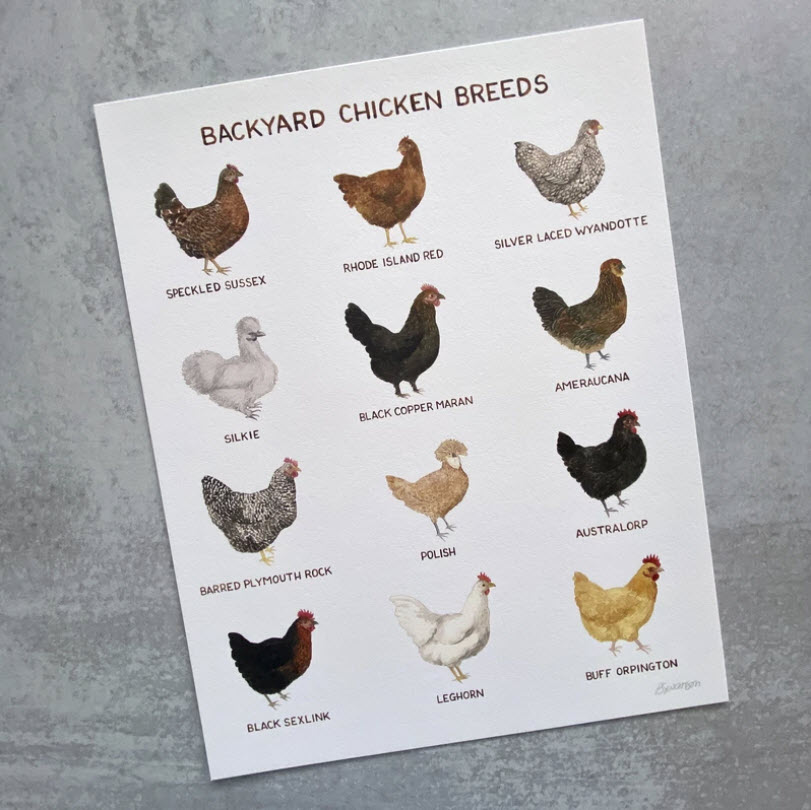 BACKYARD CHICKEN BREEDS
SPECKLED SUSSEX
RHODE ISLAND RED
SILVER LACED WYANDOTTE
SILKIE
BLACK COPPER MARAN
AMERAUCANA
BARRED PLYMOUTH ROCK
POLISH
AUSTRALORP
BLACK SEXLINK
LEGHORN
BUFF ORPINGTON